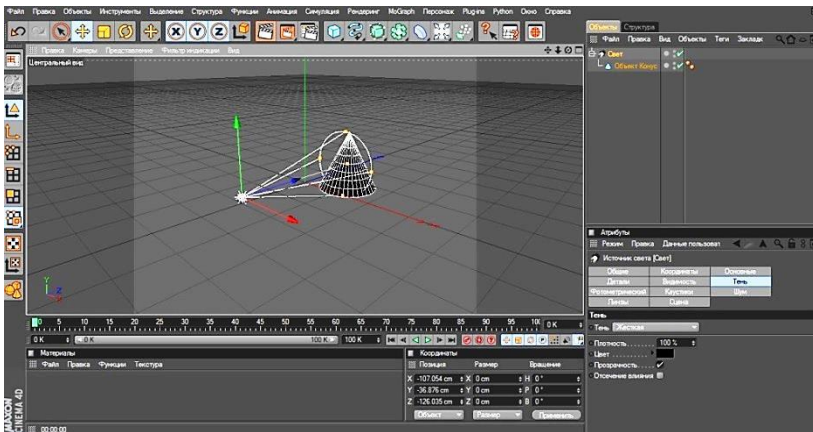 Файл Правка Объекты Инструменты Выделение Структура Функции Анимация Симуляция Рендеринг MoGraph Персонаж Plugins Python Окно Справка
Правка Камеры Представление Фильтр индикации Вид
Центральный вид
Объекты Структура
Файл Правка Вид Объекты Теги Закладк
Свет
Объект Конус
Атрибуты
Режим Правка Данные пользоват
Источник света [Свет]
Общие Координаты Основные
Детали Видимость Тень
Фотометрический Каустики Шум
Линзы Сцена
Тень
Тень Жесткая
Плотность 100 %
Цвет
Прозрачность
Отсечение влияния
Y
Z X
0 5 10 15 20 25 30 35 40 45 50 55 60 65 70 75 80 85 90 95 0 K
0 K 0 K 100 K 100 K
Материалы
Файл Правка Функции Текстура
Координаты
Позиция Размер Вращение
X -107.054 cm X 0 cm H 0 °
Y -36.876 cm Y 0 cm P 0 °
Z -126.035 cm Z 0 cm B 0 °
Объект Размер Применить
MAXON
CINEMA 4D
00:00:00